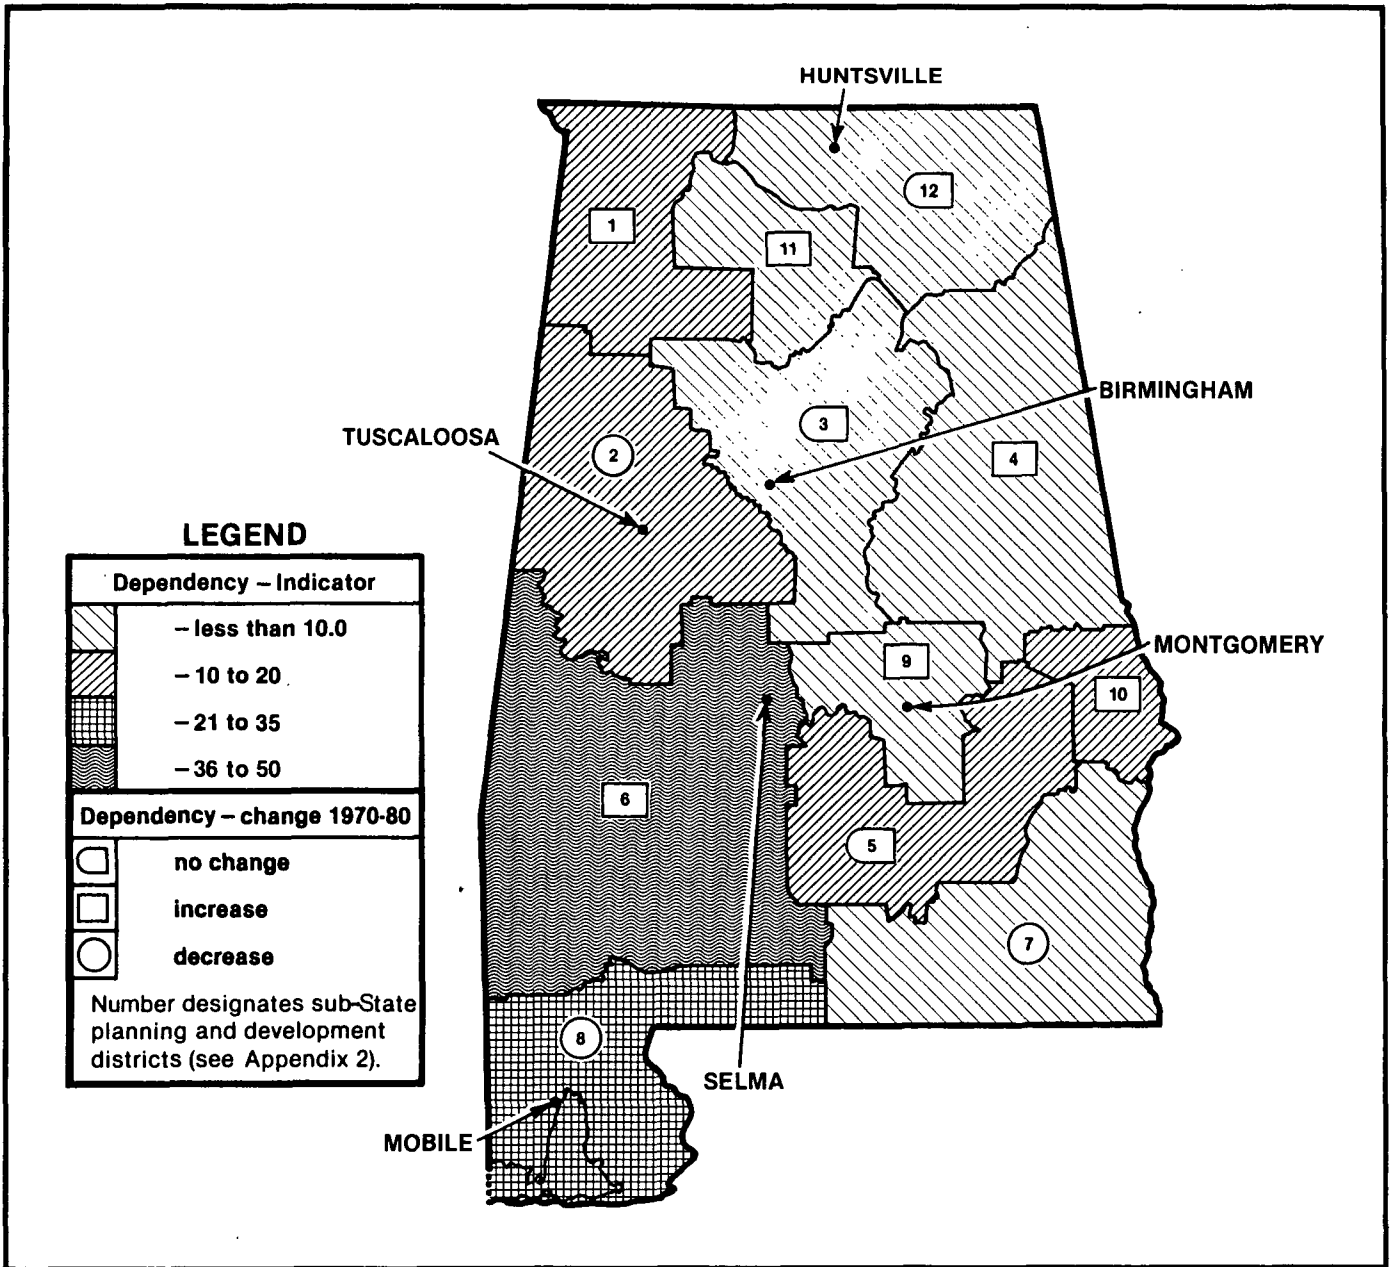 HUNTSVILLE
12
1
11
BIRMINGHAM
3
TUSCALOOSA
2
4
LEGEND
Dependency – Indicator
– less than 10.0
– 10 to 20
– 21 to 35
– 36 to 50
Dependency – change 1970-80
no change
increase
decrease
Number designates sub-State
planning and development
districts (see Appendix 2).
MONTGOMERY
9
10
6
5
7
8
SELMA
MOBILE